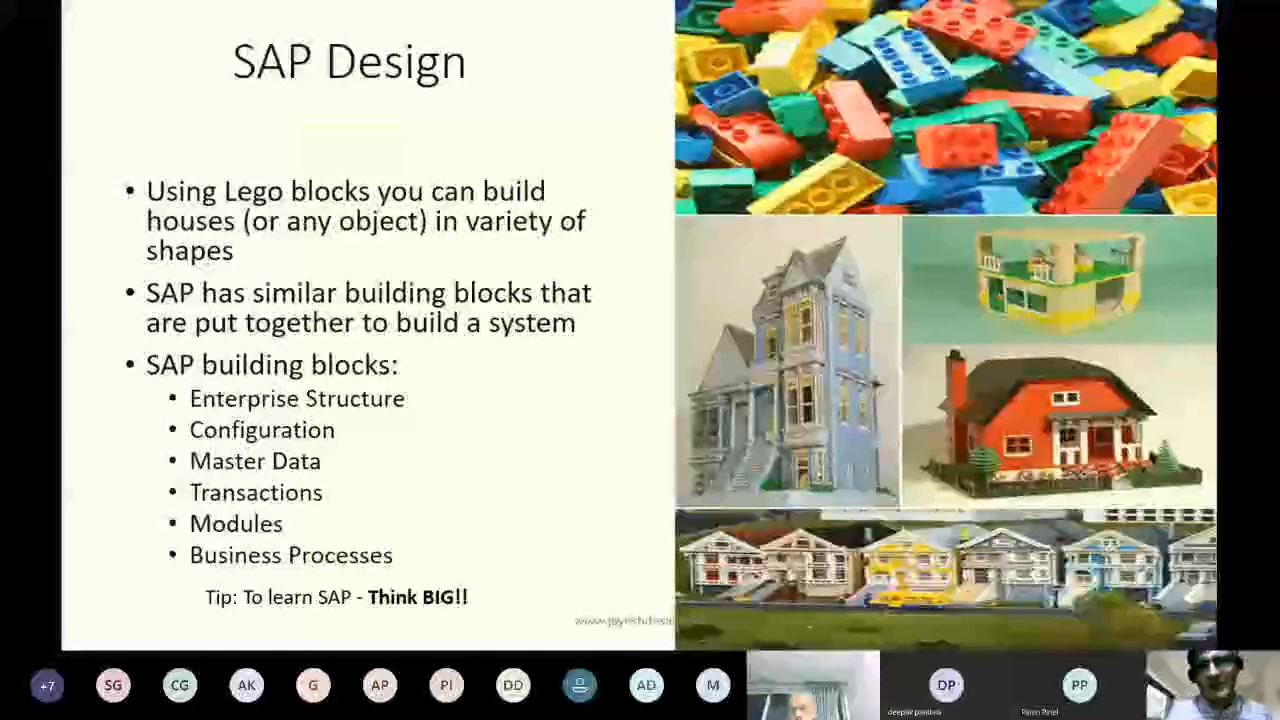 SAP Design
• Using Lego blocks you can build
houses (or any object) in variety of
shapes
• SAP has similar building blocks that
are put together to build a system
• SAP building blocks:
• Enterprise Structure
• Configuration
• Master Data
• Transactions
• Modules
• Business Processes
Tip: To learn SAP - Think BIG!!
+7
SG
CG
AK
G
AP
PI
DD
AD
M
DP
PP